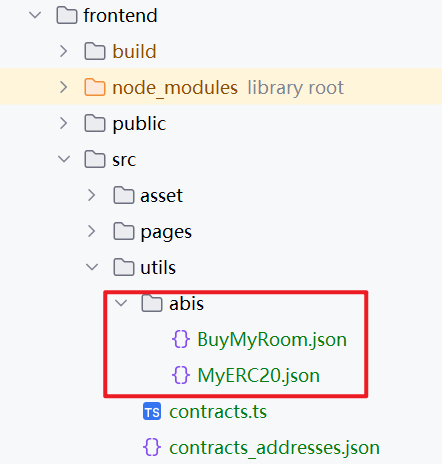 frontend
build
node_modules library root
public
src
asset
pages
utils
abis
{} BuyMyRoom.json
{} MyERC20.json
TS contracts.ts
{} contracts_addresses.json